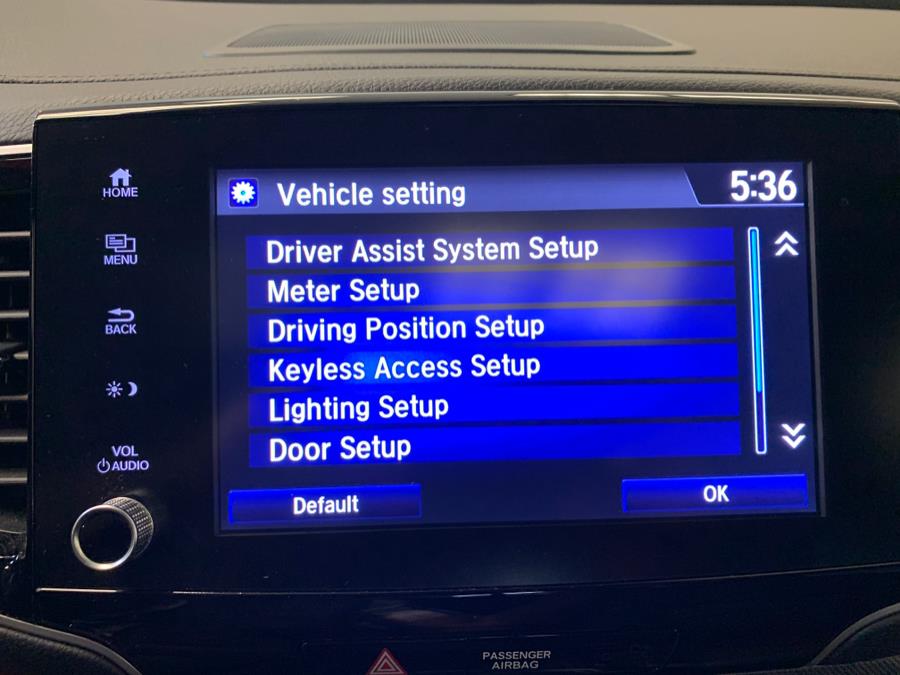 HOME
MENU
BACK
VOL
AUDIO
Vehicle setting
5:36
Driver Assist System Setup
Meter Setup
Driving Position Setup
Keyless Access Setup
Lighting Setup
Door Setup
Default
OK
PASSENGER
AIRBAG